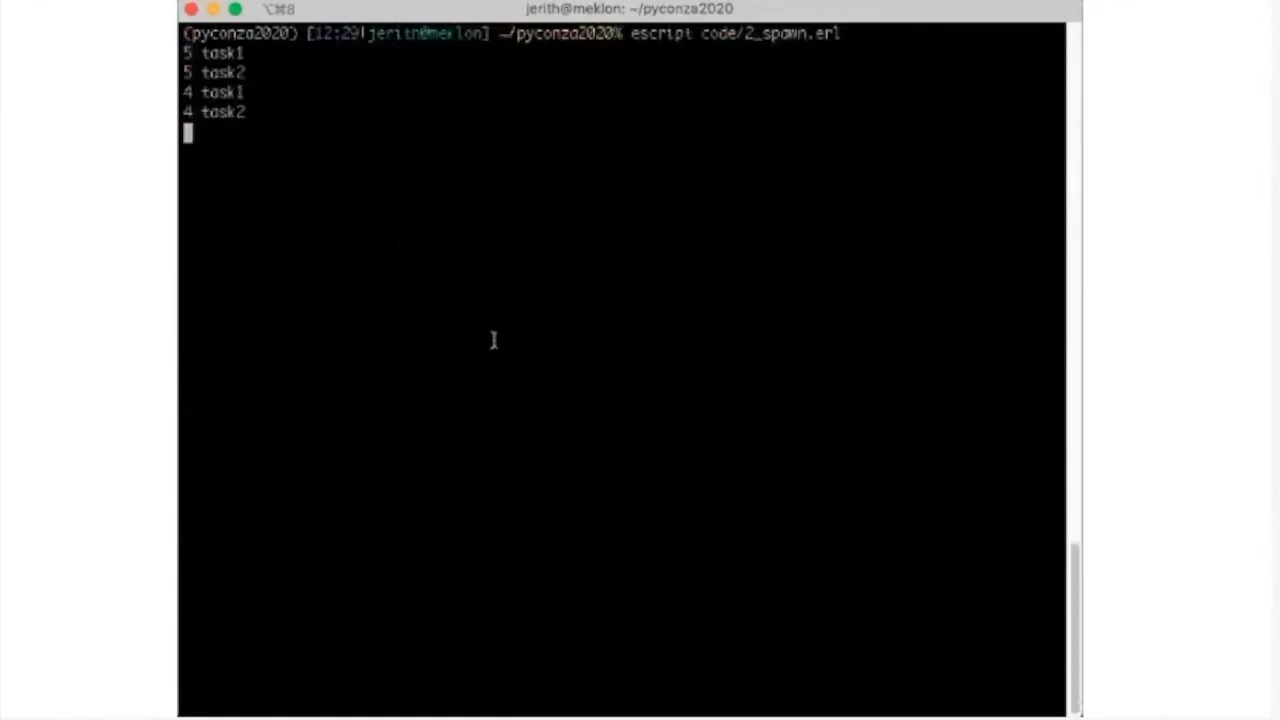 ⌥⌘8
jerith@meklon: ~/pyconza2020
(pyconza2020) [12:29|jerith@meklon] ~/pyconza2020% escript code/2_spawn.erl
5 task1
5 task2
4 task1
4 task2